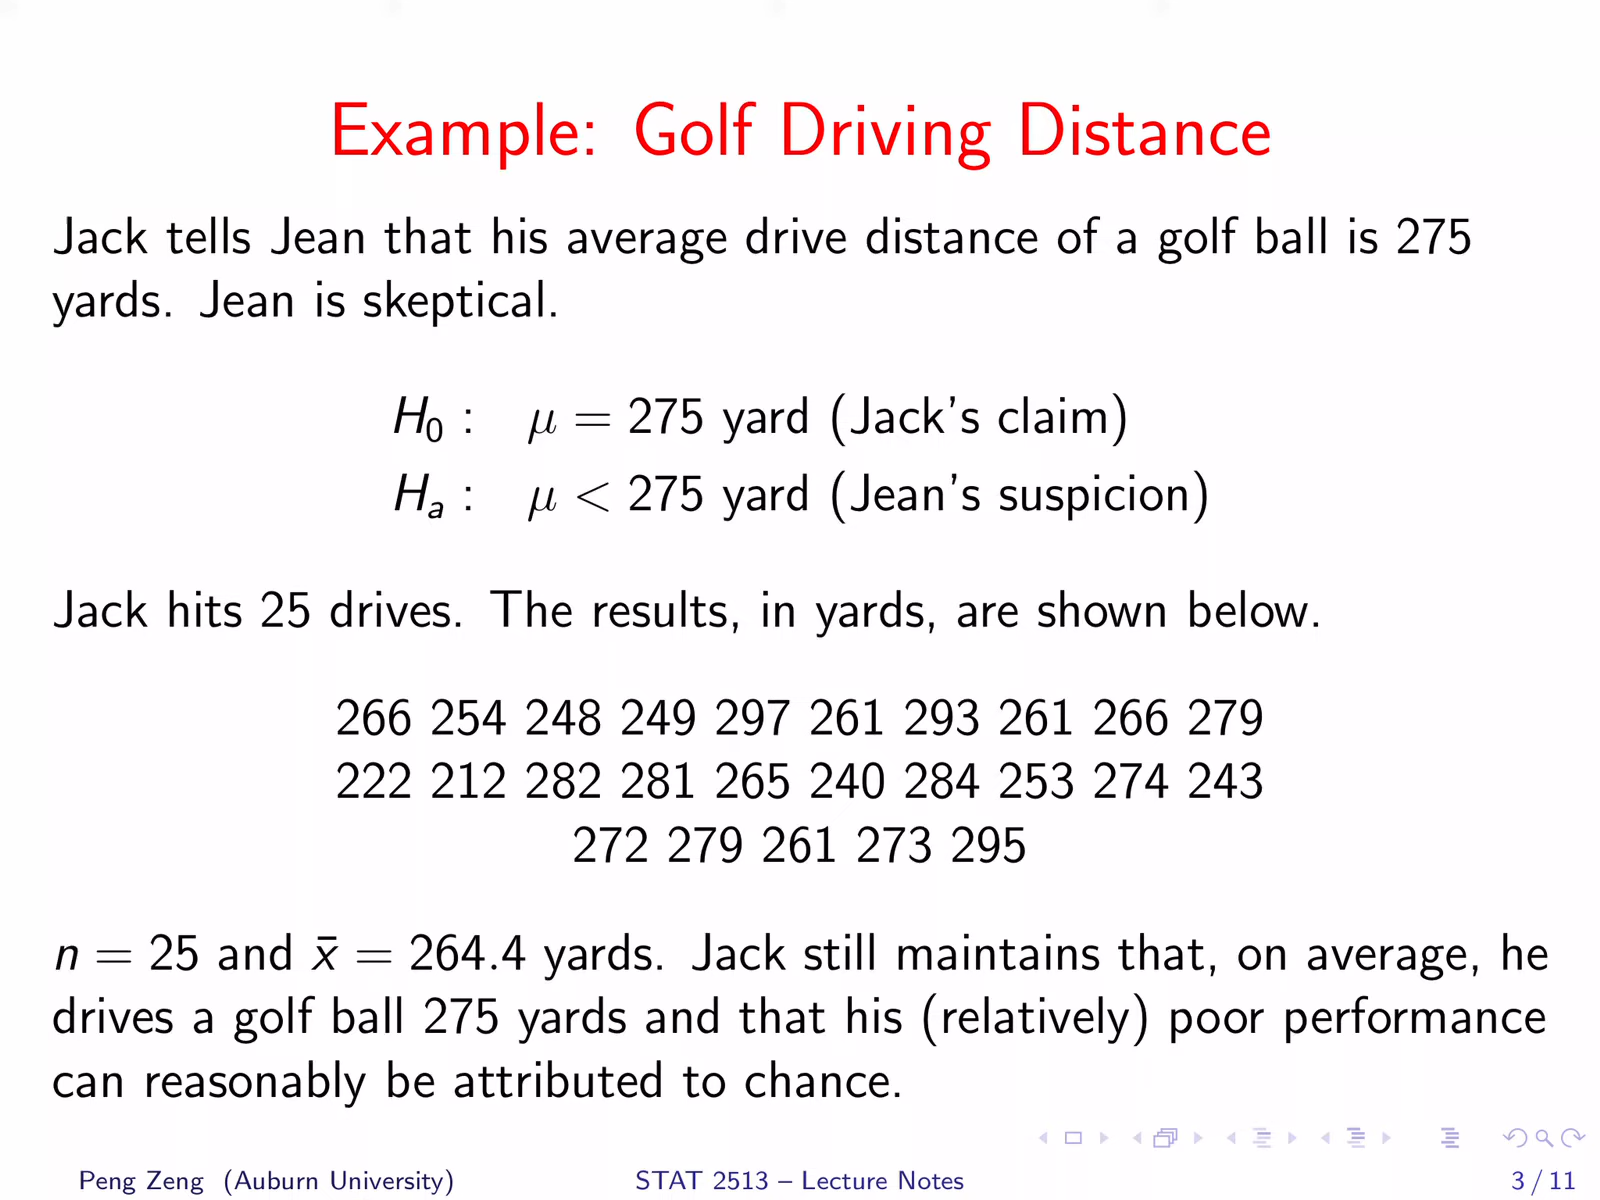 Example: Golf Driving Distance
Jack tells Jean that his average drive distance of a golf ball is 275
yards. Jean is skeptical.
H₀ : μ = 275 yard (Jack's claim)
Hₐ : μ < 275 yard (Jean's suspicion)
Jack hits 25 drives. The results, in yards, are shown below.
266 254 248 249 297 261 293 261 266 279
222 212 282 281 265 240 284 253 274 243
272 279 261 273 295
n = 25 and x̄ = 264.4 yards. Jack still maintains that, on average, he
drives a golf ball 275 yards and that his (relatively) poor performance
can reasonably be attributed to chance.
Peng Zeng (Auburn University) STAT 2513 – Lecture Notes 3 / 11